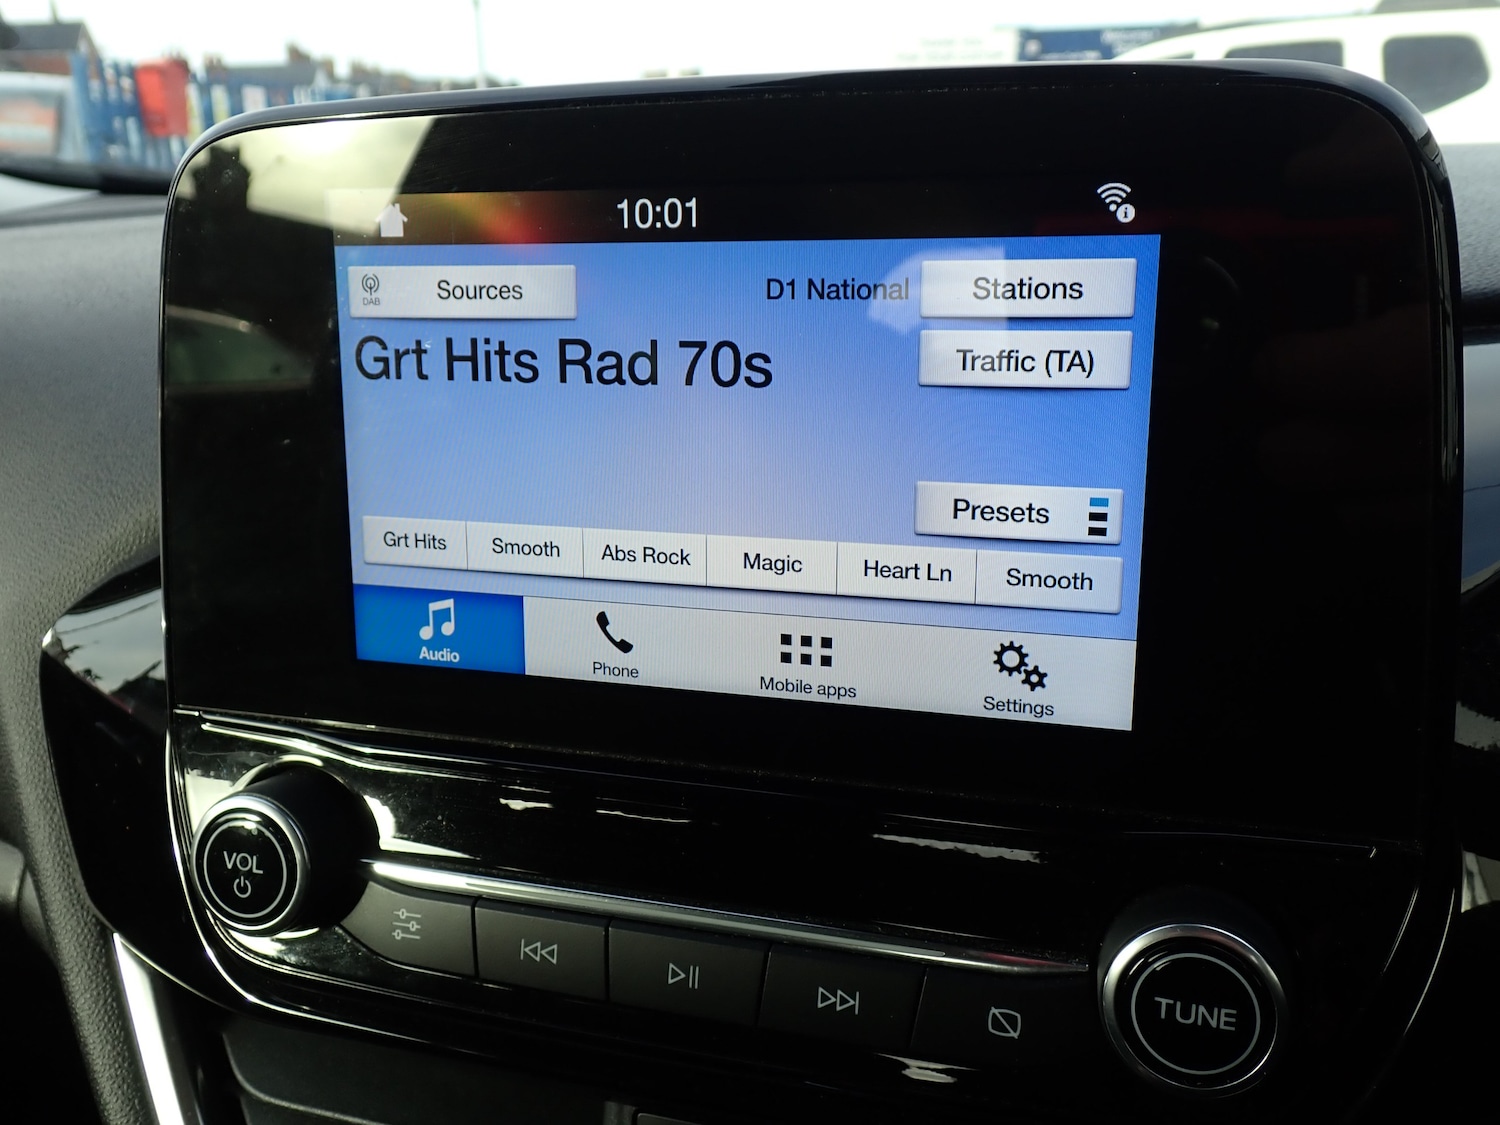 10:01
DAB
Sources
D1 National
Stations
Grt Hits Rad 70s
Traffic (TA)
Presets
Grt Hits
Smooth
Abs Rock
Magic
Heart Ln
Smooth
Audio
Phone
Mobile apps
Settings
VOL
TUNE